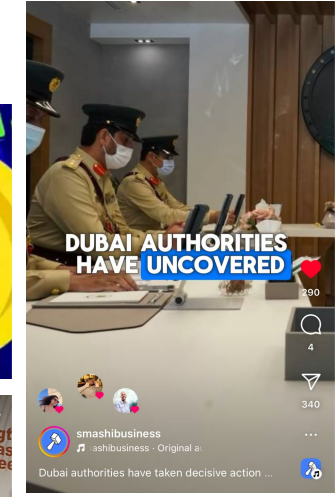 DUBAI AUTHORITIES
HAVE UNCOVERED
290
4
340
smashibusiness
ashibusiness · Original a
Dubai authorities have taken decisive action ...